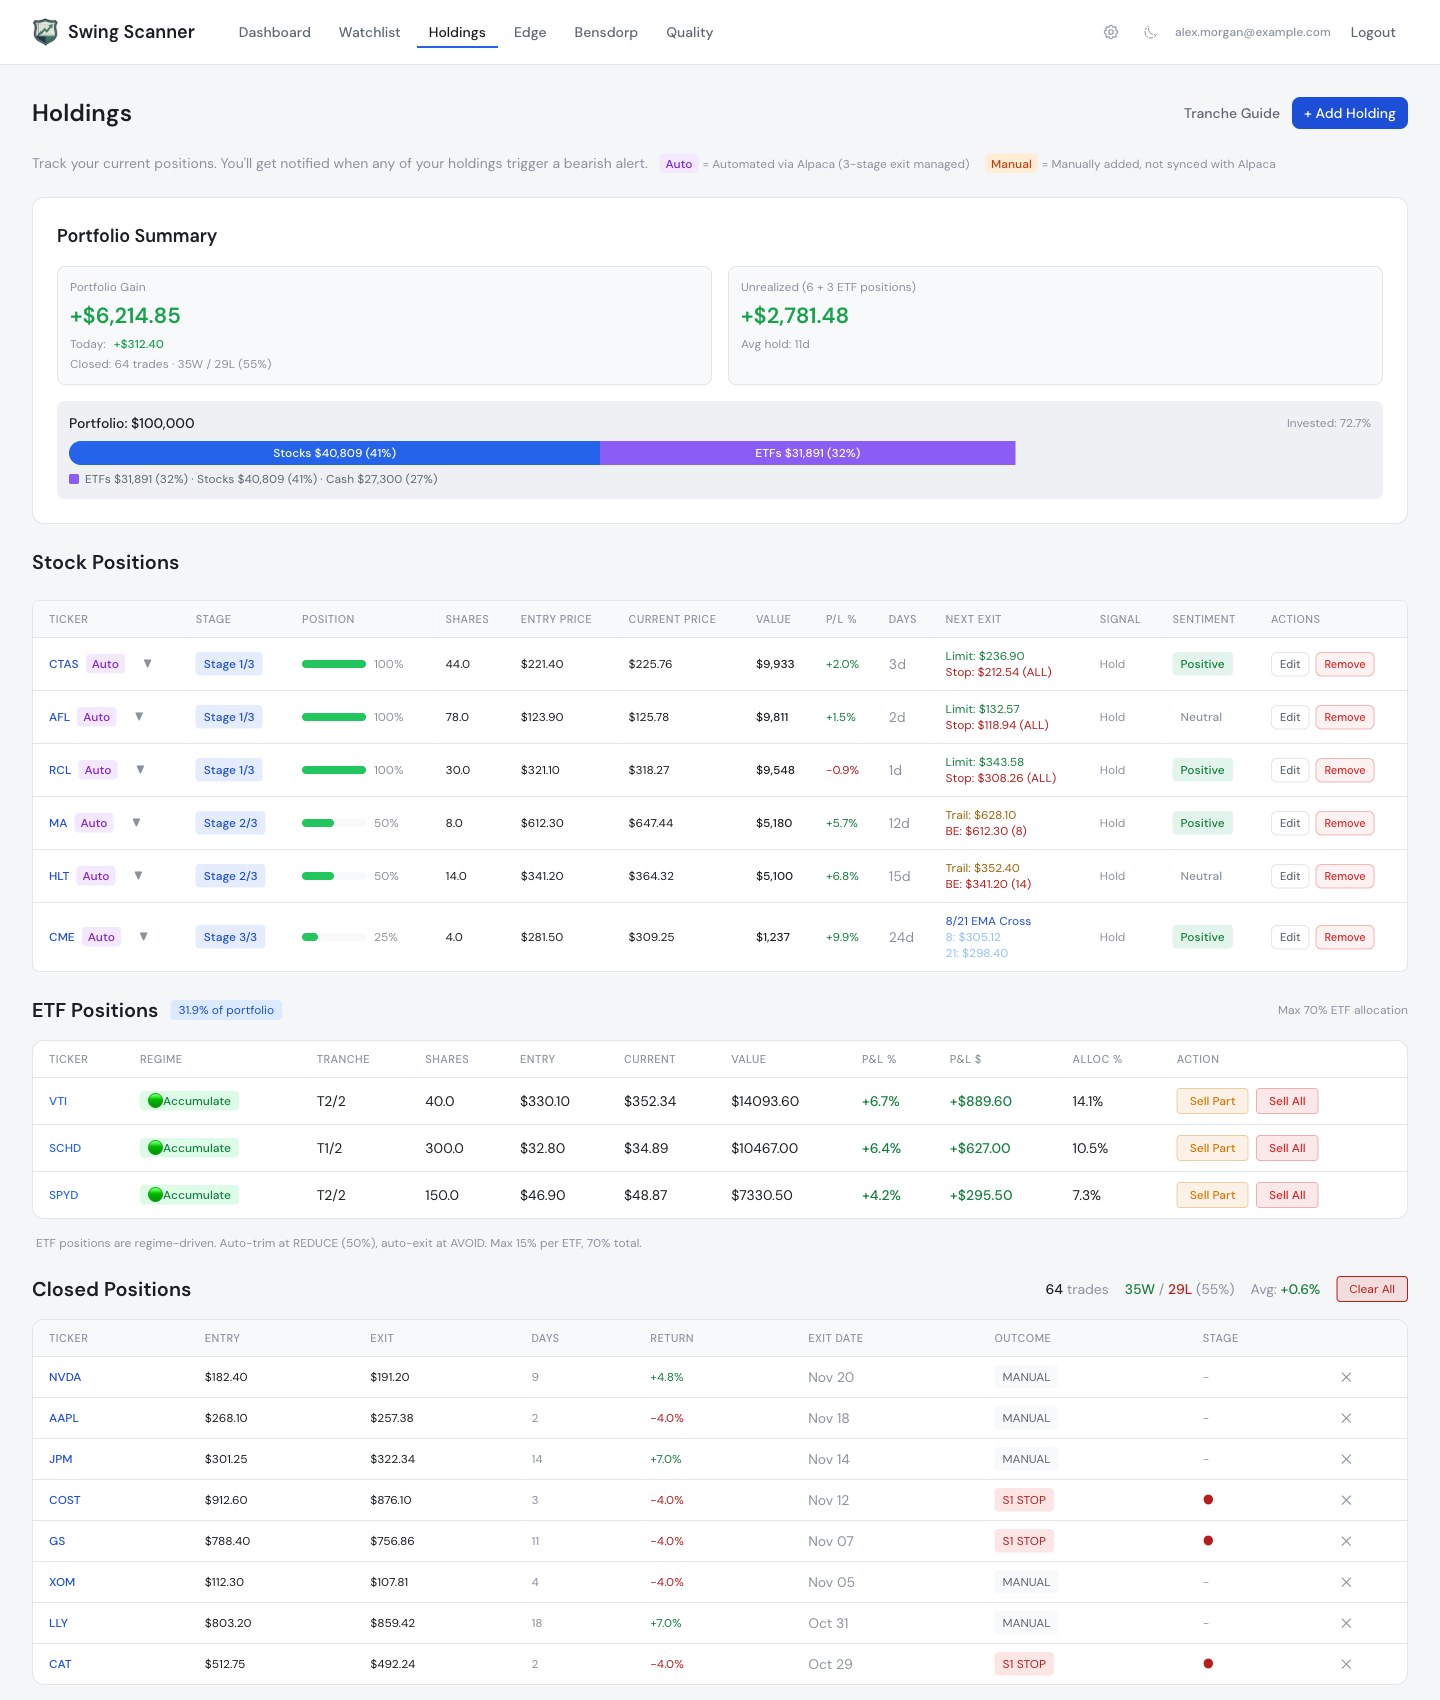 Swing Scanner Dashboard Watchlist Holdings Edge Bensdorp Quality alex.morgan@example.com Logout
Holdings Tranche Guide + Add Holding
Track your current positions. You'll get notified when any of your holdings trigger a bearish alert. Auto = Automated via Alpaca (3-stage exit managed) Manual = Manually added, not synced with Alpaca
Portfolio Summary
Portfolio Gain
+$6,214.85
Today: +$312.40
Closed: 64 trades · 35W / 29L (55%)
Unrealized (6 + 3 ETF positions)
+$2,781.48
Avg hold: 11d
Portfolio: $100,000 Invested: 72.7%
Stocks $40,809 (41%) ETFs $31,891 (32%)
ETFs $31,891 (32%) · Stocks $40,809 (41%) · Cash $27,300 (27%)
Stock Positions
TICKER STAGE POSITION SHARES ENTRY PRICE CURRENT PRICE VALUE P/L % DAYS NEXT EXIT SIGNAL SENTIMENT ACTIONS
CTAS Auto ▼ Stage 1/3 100% 44.0 $221.40 $225.76 $9,933 +2.0% 3d Limit: $236.90 Stop: $212.54 (ALL) Hold Positive Edit Remove
AFL Auto ▼ Stage 1/3 100% 78.0 $123.90 $125.78 $9,811 +1.5% 2d Limit: $132.57 Stop: $118.94 (ALL) Hold Neutral Edit Remove
RCL Auto ▼ Stage 1/3 100% 30.0 $321.10 $318.27 $9,548 -0.9% 1d Limit: $343.58 Stop: $308.26 (ALL) Hold Positive Edit Remove
MA Auto ▼ Stage 2/3 50% 8.0 $612.30 $647.44 $5,180 +5.7% 12d Trail: $628.10 BE: $612.30 (8) Hold Positive Edit Remove
HLT Auto ▼ Stage 2/3 50% 14.0 $341.20 $364.32 $5,100 +6.8% 15d Trail: $352.40 BE: $341.20 (14) Hold Neutral Edit Remove
CME Auto ▼ Stage 3/3 25% 4.0 $281.50 $309.25 $1,237 +9.9% 24d 8/21 EMA Cross 8: $305.12 21: $298.40 Hold Positive Edit Remove
ETF Positions 31.9% of portfolio Max 70% ETF allocation
TICKER REGIME TRANCHE SHARES ENTRY CURRENT VALUE P&L % P&L $ ALLOC % ACTION
VTI Accumulate T2/2 40.0 $330.10 $352.34 $14093.60 +6.7% +$889.60 14.1% Sell Part Sell All
SCHD Accumulate T1/2 300.0 $32.80 $34.89 $10467.00 +6.4% +$627.00 10.5% Sell Part Sell All
SPYD Accumulate T2/2 150.0 $46.90 $48.87 $7330.50 +4.2% +$295.50 7.3% Sell Part Sell All
ETF positions are regime-driven. Auto-trim at REDUCE (50%), auto-exit at AVOID. Max 15% per ETF, 70% total.
Closed Positions 64 trades 35W / 29L (55%) Avg: +0.6% Clear All
TICKER ENTRY EXIT DAYS RETURN EXIT DATE OUTCOME STAGE
NVDA $182.40 $191.20 9 +4.8% Nov 20 MANUAL - ×
AAPL $268.10 $257.38 2 -4.0% Nov 18 MANUAL - ×
JPM $301.25 $322.34 14 +7.0% Nov 14 MANUAL - ×
COST $912.60 $876.10 3 -4.0% Nov 12 S1 STOP ×
GS $788.40 $756.86 11 -4.0% Nov 07 S1 STOP ×
XOM $112.30 $107.81 4 -4.0% Nov 05 MANUAL - ×
LLY $803.20 $859.42 18 +7.0% Oct 31 MANUAL - ×
CAT $512.75 $492.24 2 -4.0% Oct 29 S1 STOP ×